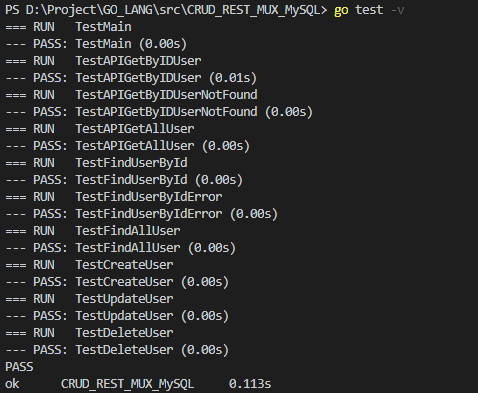 PS D:\Project\GO_LANG\src\CRUD_REST_MUX_MySQL> go test -v
=== RUN   TestMain
--- PASS: TestMain (0.00s)
=== RUN   TestAPIGetByIDUser
--- PASS: TestAPIGetByIDUser (0.01s)
=== RUN   TestAPIGetByIDUserNotFound
--- PASS: TestAPIGetByIDUserNotFound (0.00s)
=== RUN   TestAPIGetAllUser
--- PASS: TestAPIGetAllUser (0.00s)
=== RUN   TestFindUserById
--- PASS: TestFindUserById (0.00s)
=== RUN   TestFindUserByIdError
--- PASS: TestFindUserByIdError (0.00s)
=== RUN   TestFindAllUser
--- PASS: TestFindAllUser (0.00s)
=== RUN   TestCreateUser
--- PASS: TestCreateUser (0.00s)
=== RUN   TestUpdateUser
--- PASS: TestUpdateUser (0.00s)
=== RUN   TestDeleteUser
--- PASS: TestDeleteUser (0.00s)
PASS
ok      CRUD_REST_MUX_MySQL     0.113s